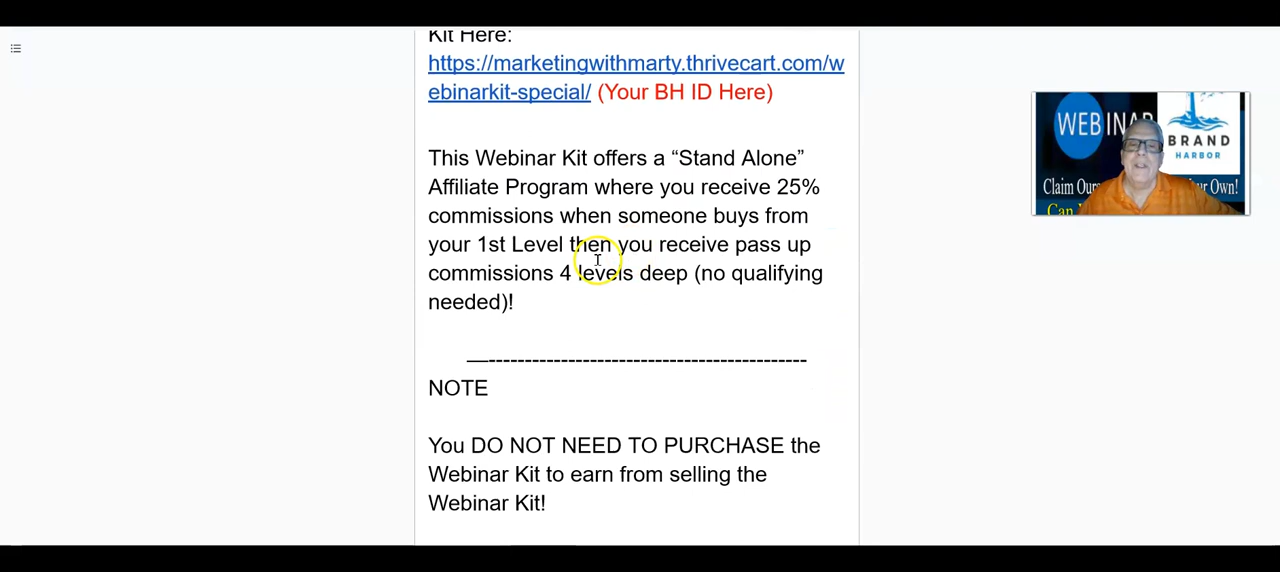 Kit Here:
https://marketingwithmarty.thrivecart.com/w
ebinarkit-special/ (Your BH ID Here)
This Webinar Kit offers a “Stand Alone”
Affiliate Program where you receive 25%
commissions when someone buys from
your 1st Level then you receive pass up
commissions 4 levels deep (no qualifying
needed)!
—-------------------------------------------
NOTE
You DO NOT NEED TO PURCHASE the
Webinar Kit to earn from selling the
Webinar Kit!
WEBINAR
BRAND
HARBOR
Claim
Own!
Can